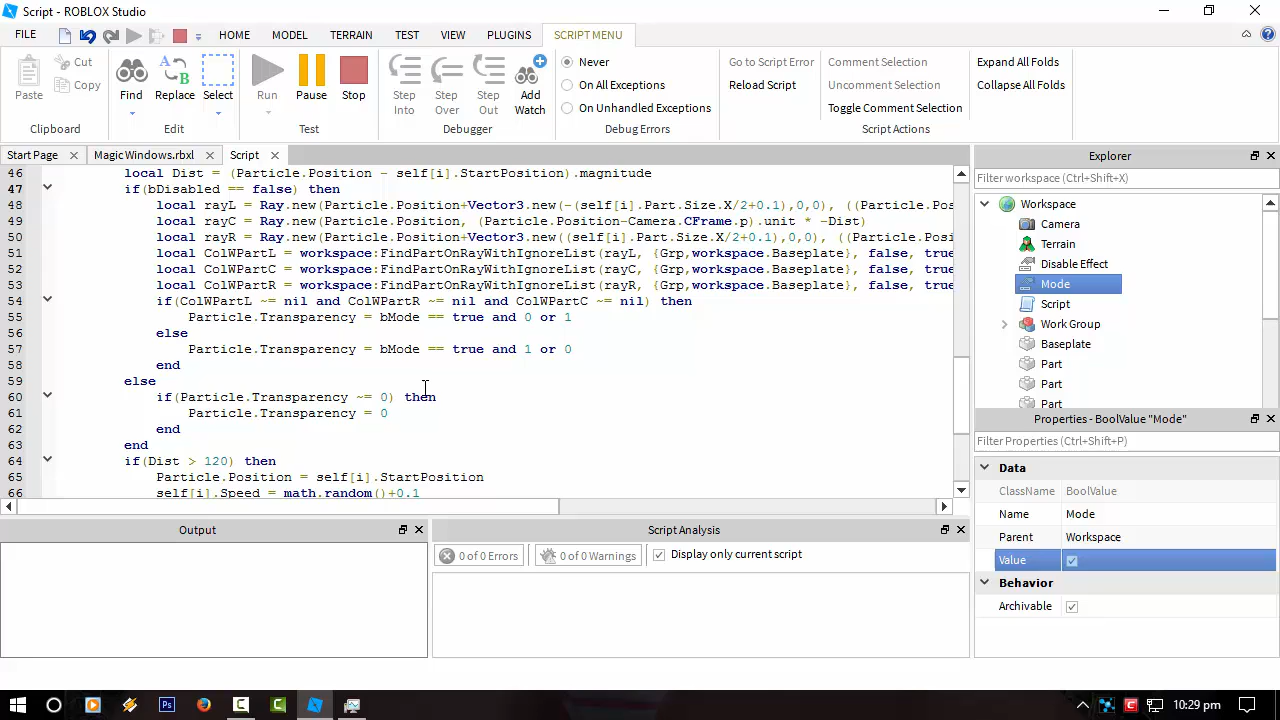 Script - ROBLOX Studio
FILE HOME MODEL TERRAIN TEST VIEW PLUGINS SCRIPT MENU
Paste Cut Copy
Clipboard
Find Replace Select
Edit
Run Pause Stop
Test
Step Into Step Over Step Out Add Watch
Debugger
Never
On All Exceptions
On Unhandled Exceptions
Debug Errors
Go to Script Error
Reload Script
Comment Selection
Uncomment Selection
Toggle Comment Selection
Script Actions
Expand All Folds
Collapse All Folds
Start Page MagicWindows.rbxl Script
46 local Dist = (Particle.Position - self[i].StartPosition).magnitude
47 if(bDisabled == false) then
48 local rayL = Ray.new(Particle.Position+Vector3.new(-(self[i].Part.Size.X/2+0.1),0,0), ((Particle.Pos
49 local rayC = Ray.new(Particle.Position, (Particle.Position-Camera.CFrame.p).unit * -Dist)
50 local rayR = Ray.new(Particle.Position+Vector3.new((self[i].Part.Size.X/2+0.1),0,0), ((Particle.Posi
51 local ColWPartL = workspace:FindPartOnRayWithIgnoreList(rayL, {Grp,workspace.Baseplate}, false, true
52 local ColWPartC = workspace:FindPartOnRayWithIgnoreList(rayC, {Grp,workspace.Baseplate}, false, true
53 local ColWPartR = workspace:FindPartOnRayWithIgnoreList(rayR, {Grp,workspace.Baseplate}, false, true
54 if(ColWPartL ~= nil and ColWPartR ~= nil and ColWPartC ~= nil) then
55 Particle.Transparency = bMode == true and 0 or 1
56 else
57 Particle.Transparency = bMode == true and 1 or 0
58 end
59 else
60 if(Particle.Transparency ~= 0) then
61 Particle.Transparency = 0
62 end
63 end
64 if(Dist > 120) then
65 Particle.Position = self[i].StartPosition
66 self[i].Speed = math.random()+0.1
Explorer
Filter workspace (Ctrl+Shift+X)
Workspace
Camera
Terrain
Disable Effect
Mode
Script
Work Group
Baseplate
Part
Part
Part
Properties - BoolValue "Mode"
Filter Properties (Ctrl+Shift+P)
Data
ClassName BoolValue
Name Mode
Parent Workspace
Value
Behavior
Archivable
Output
Script Analysis
0 of 0 Errors 0 of 0 Warnings Display only current script
10:29 pm